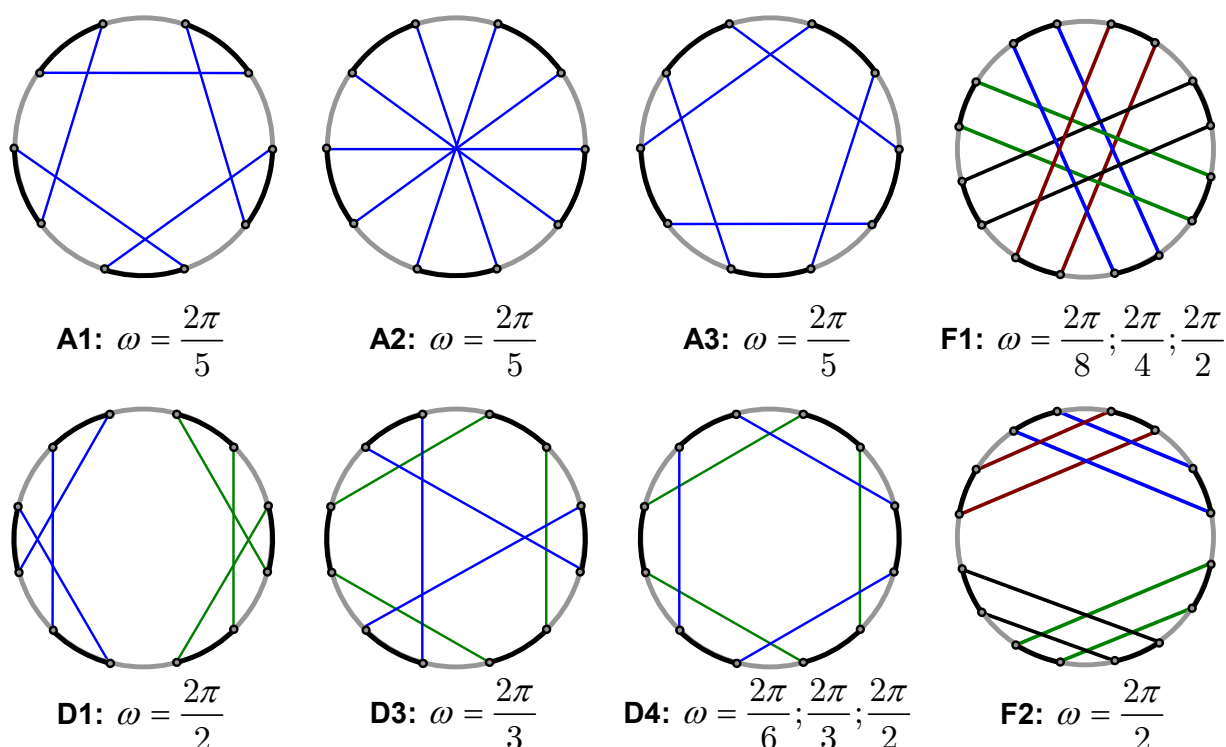 A1: ω = 2π/5
A2: ω = 2π/5
A3: ω = 2π/5
F1: ω = 2π/8 ; 2π/4 ; 2π/2
D1: ω = 2π/2
D3: ω = 2π/3
D4: ω = 2π/6 ; 2π/3 ; 2π/2
F2: ω = 2π/2